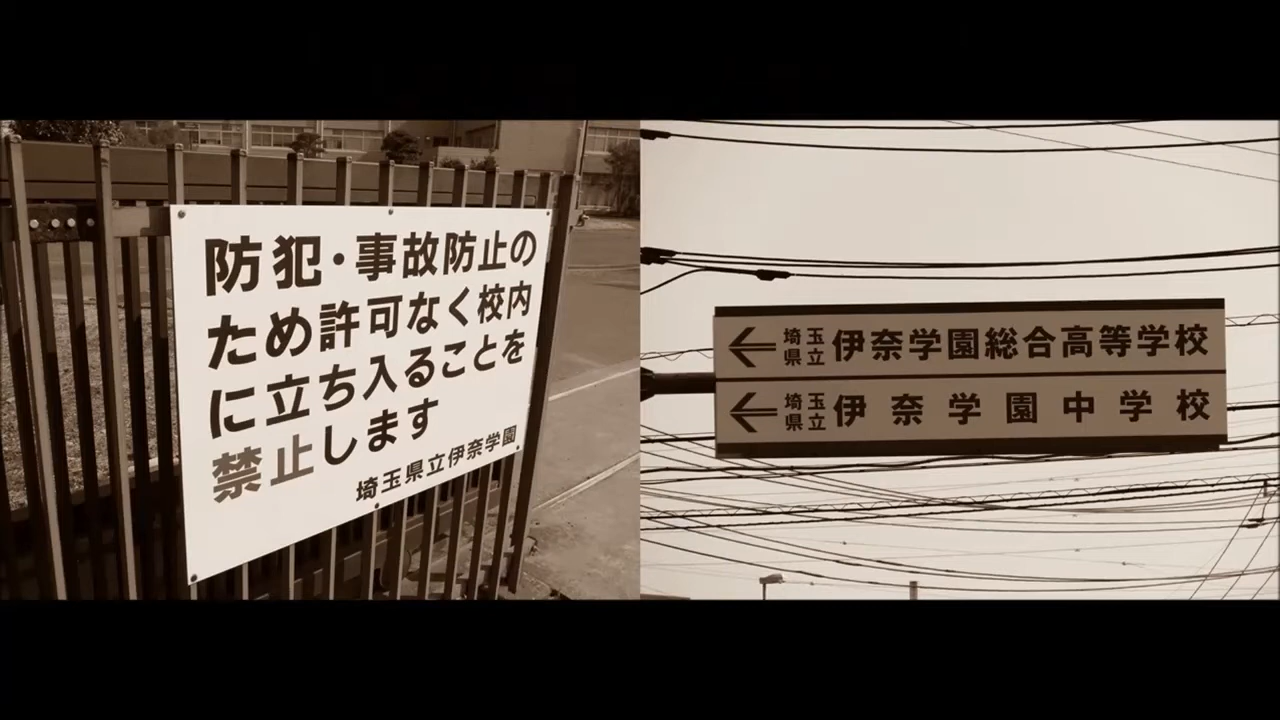 防犯・事故防止の
ため許可なく校内
に立ち入ることを
禁止します
埼玉県立伊奈学園
埼玉県立 伊奈学園総合高等学校
埼玉県立 伊奈学園中学校